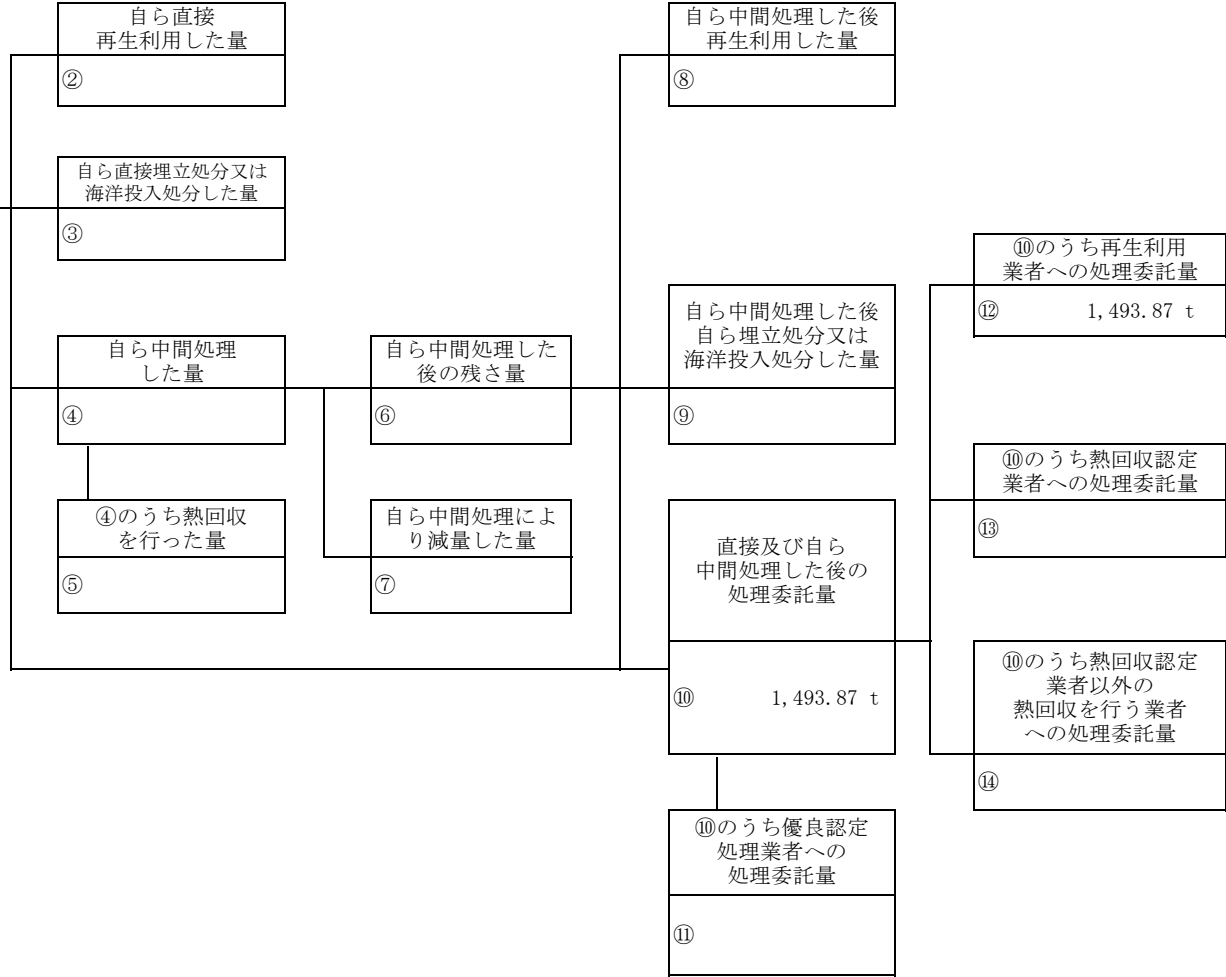 自ら直接
再生利用した量
②
自ら直接埋立処分又は
海洋投入処分した量
③
自ら中間処理
した量
④
④のうち熱回収
を行った量
⑤
自ら中間処理した
後の残さ量
⑥
自ら中間処理によ
り減量した量
⑦
自ら中間処理した後
再生利用した量
⑧
自ら中間処理した後
自ら埋立処分又は
海洋投入処分した量
⑨
直接及び自ら
中間処理した後の
処理委託量
⑩ 1,493.87 t
⑩のうち優良認定
処理業者への
処理委託量
⑪
⑩のうち再生利用
業者への処理委託量
⑫ 1,493.87 t
⑩のうち熱回収認定
業者への処理委託量
⑬
⑩のうち熱回収認定
業者以外の
熱回収を行う業者
への処理委託量
⑭